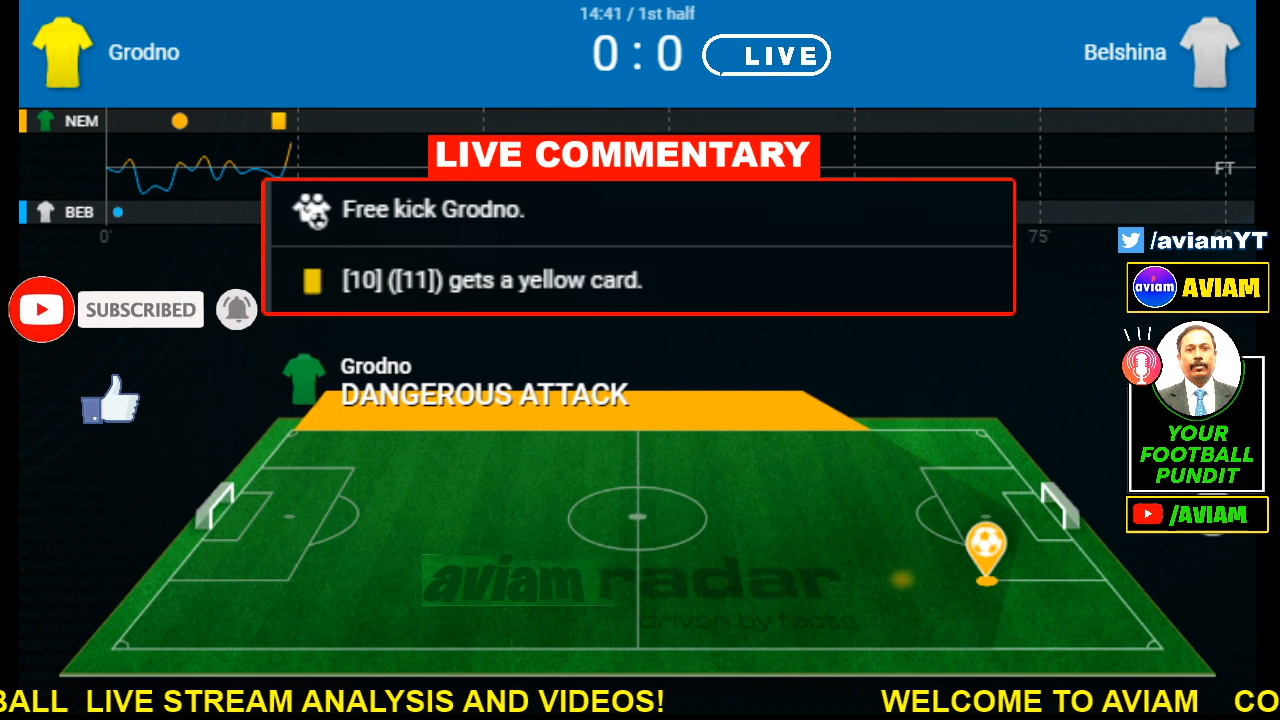 14:41 / 1st half
Grodno
0 : 0
LIVE
Belshina
NEM
LIVE COMMENTARY
FT
Free kick Grodno.
BEB
0'
75'
/aviamYT
[10] ([11]) gets a yellow card.
aviam
AVIAM
SUBSCRIBED
Grodno
DANGEROUS ATTACK
YOUR
FOOTBALL
PUNDIT
/AVIAM
aviam radar
driven by facts
BALL LIVE STREAM ANALYSIS AND VIDEOS! WELCOME TO AVIAM CO